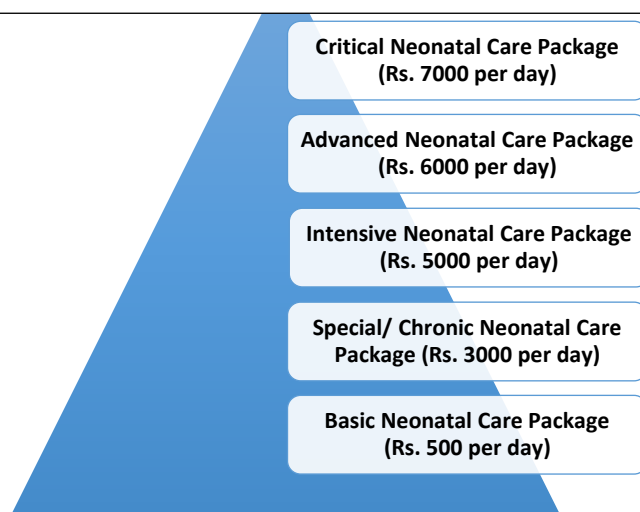 Critical Neonatal Care Package
(Rs. 7000 per day)
Advanced Neonatal Care Package
(Rs. 6000 per day)
Intensive Neonatal Care Package
(Rs. 5000 per day)
Special/ Chronic Neonatal Care
Package (Rs. 3000 per day)
Basic Neonatal Care Package
(Rs. 500 per day)